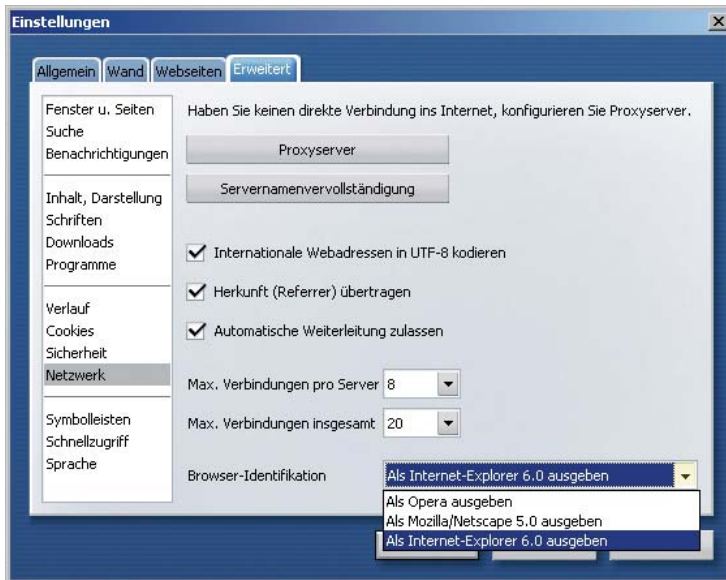 Einstellungen
Allgemein Wand Webseiten Erweitert
Fenster u. Seiten
Suche
Benachrichtigungen
Inhalt, Darstellung
Schriften
Downloads
Programme
Verlauf
Cookies
Sicherheit
Netzwerk
Symbolleisten
Schnellzugriff
Sprache
Haben Sie keinen direkte Verbindung ins Internet, konfigurieren Sie Proxyserver.
Proxyserver
Servernamenvervollständigung
Internationale Webadressen in UTF-8 kodieren
Herkunft (Referrer) übertragen
Automatische Weiterleitung zulassen
Max. Verbindungen pro Server 8
Max. Verbindungen insgesamt 20
Browser-Identifikation Als Internet-Explorer 6.0 ausgeben
Als Opera ausgeben
Als Mozilla/Netscape 5.0 ausgeben
Als Internet-Explorer 6.0 ausgeben